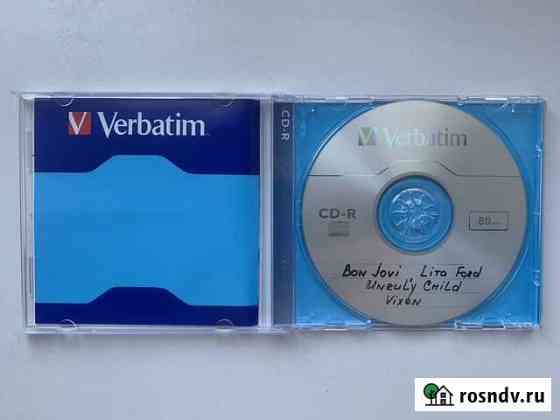 Verbatim
CD-R
Verbatim
CD-R
80
Bon Jovi, Lita Ford
Unruly Child
Vixen
rosndv.ru